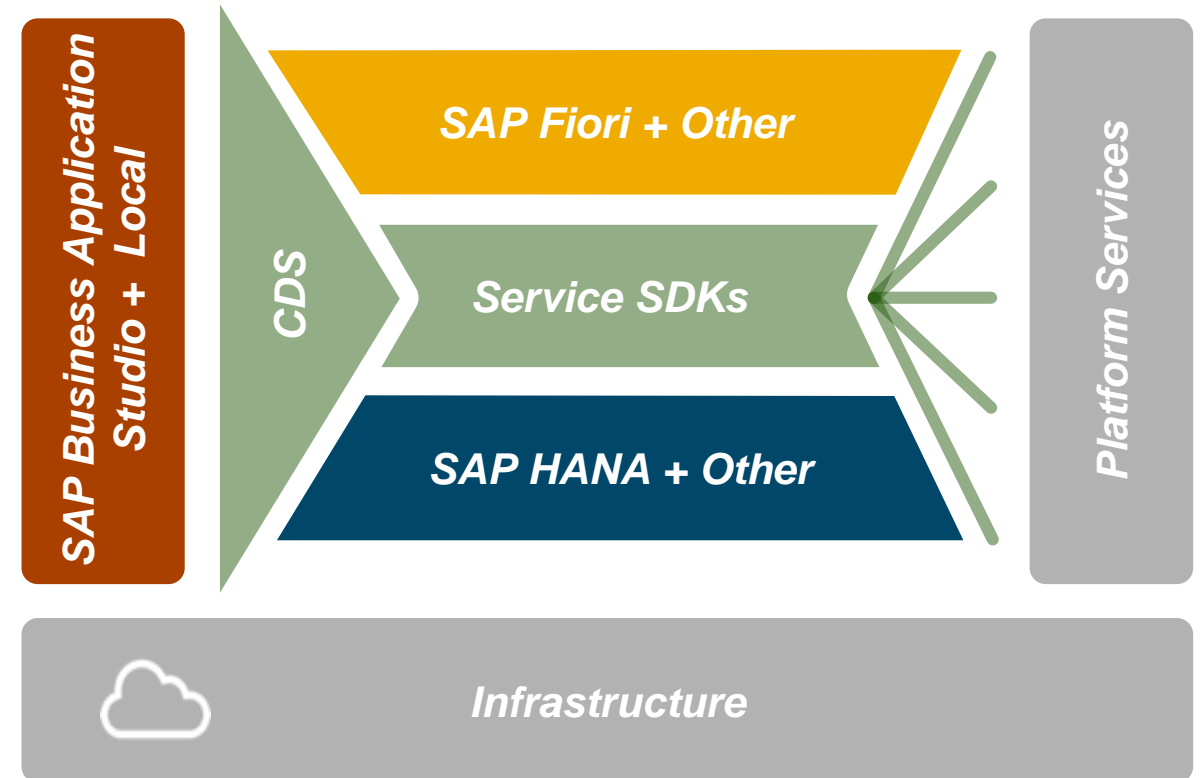 SAP Business Application
Studio + Local
CDS
SAP Fiori + Other
Service SDKs
SAP HANA + Other
Platform Services
Infrastructure